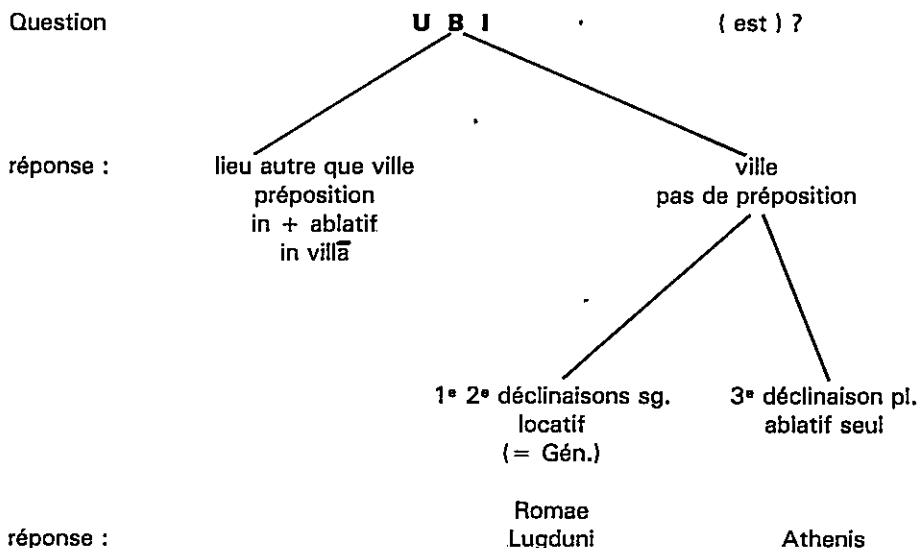 Question UBI ( est ) ?
réponse : lieu autre que ville ville
préposition pas de préposition
in + ablatif
in villā
1e 2e déclinaisons sg. 3e déclinaison pl.
locatif ablatif seul
(= Gén.)
Romae
réponse : Lugduni Athenis